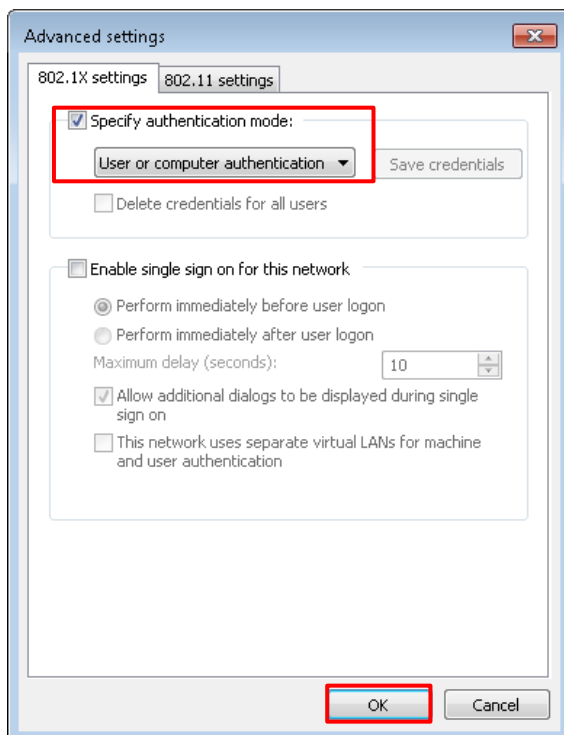 Advanced settings
802.1X settings
802.11 settings
Specify authentication mode:
User or computer authentication
Save credentials
Delete credentials for all users
Enable single sign on for this network
Perform immediately before user logon
Perform immediately after user logon
Maximum delay (seconds):
10
Allow additional dialogs to be displayed during single
sign on
This network uses separate virtual LANs for machine
and user authentication
OK
Cancel